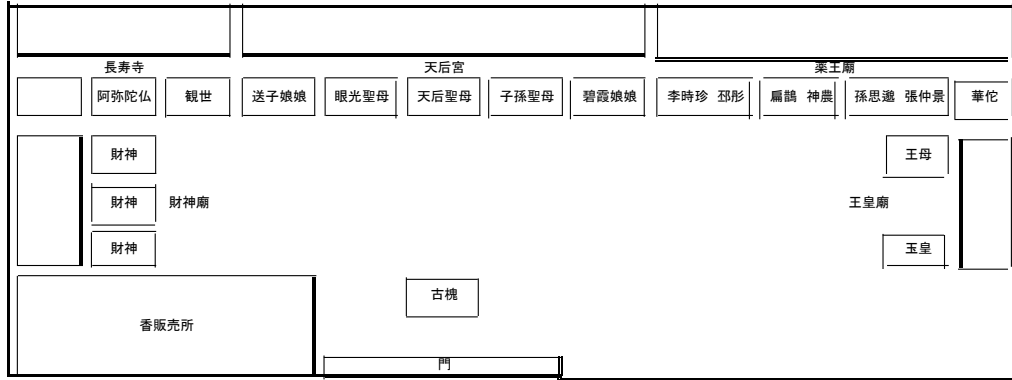 長寿寺 天后宮 薬王廟
阿弥陀仏 観世 送子娘娘 眼光聖母 天后聖母 子孫聖母 碧霞娘娘 李時珍 邳彤 扁鵲 神農 孫思邈 張仲景 華佗
財神 王母
財神 財神廟 王皇廟
財神 玉皇
古槐
香販売所
門